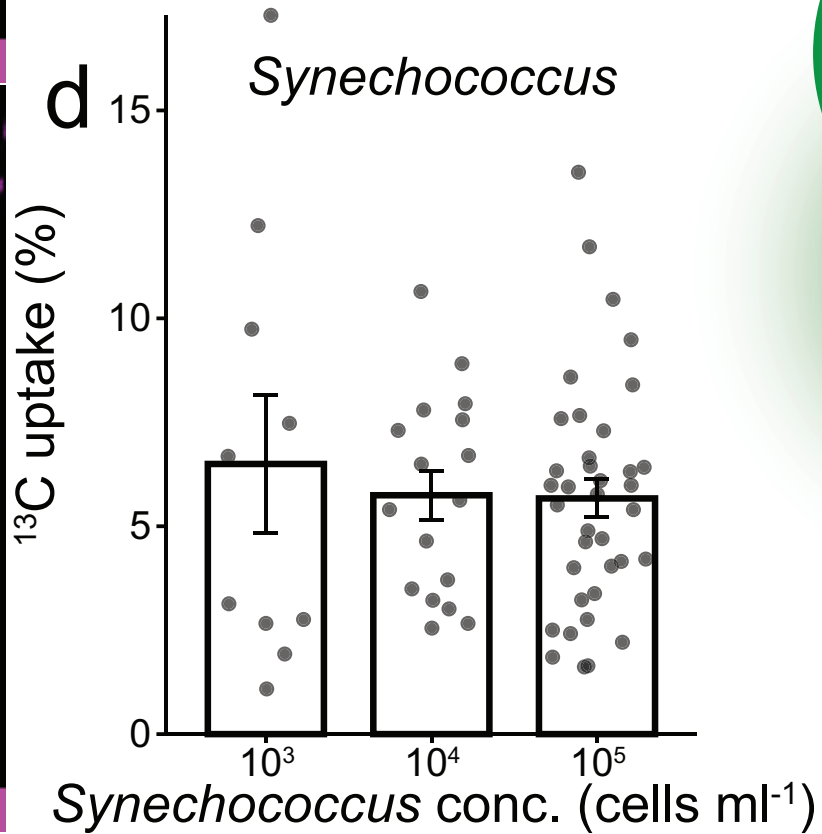 d
Synechococcus
¹³C uptake (%)
15
10
5
0
10³ 10⁴ 10⁵
Synechococcus conc. (cells ml⁻¹)